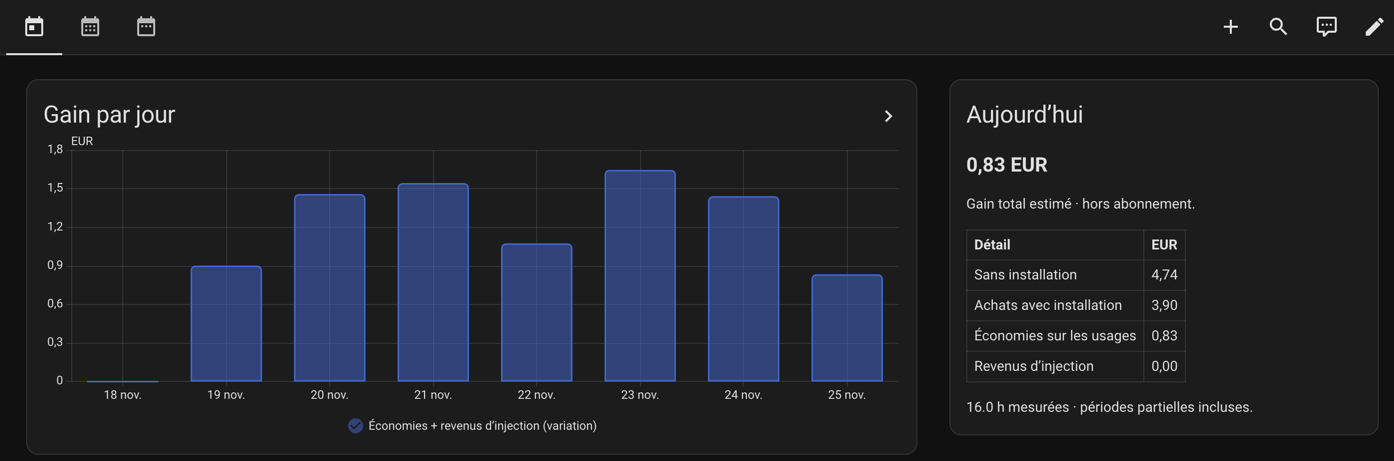 Gain par jour
EUR
1,8
1,5
1,2
0,9
0,6
0,3
0
18 nov. 19 nov. 20 nov. 21 nov. 22 nov. 23 nov. 24 nov. 25 nov.
Économies + revenus d’injection (variation)
Aujourd’hui
0,83 EUR
Gain total estimé · hors abonnement.
Détail EUR
Sans installation 4,74
Achats avec installation 3,90
Économies sur les usages 0,83
Revenus d’injection 0,00
16.0 h mesurées · périodes partielles incluses.